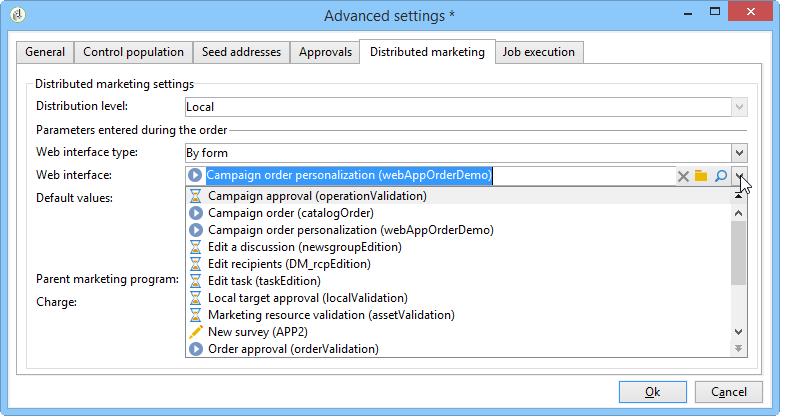 Advanced settings *
General Control population Seed addresses Approvals Distributed marketing Job execution
Distributed marketing settings
Distribution level: Local
Parameters entered during the order
Web interface type: By form
Web interface: Campaign order personalization (webAppOrderDemo)
Default values:
Campaign approval (operationValidation)
Campaign order (catalogOrder)
Campaign order personalization (webAppOrderDemo)
Edit a discussion (newsgroupEdition)
Edit recipients (DM_rcpEdition)
Parent marketing program: Edit task (taskEdition)
Charge: Local target approval (localValidation)
Marketing resource validation (assetValidation)
New survey (APP2)
Order approval (orderValidation)
Ok Cancel